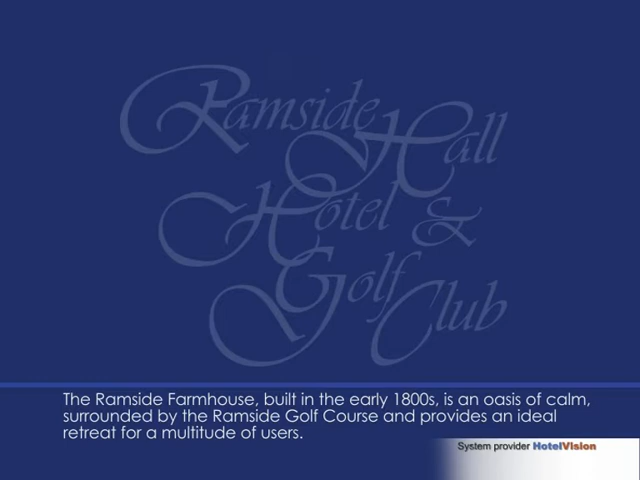 Ramside
Hall
Hotel &
Golf
Club
The Ramside Farmhouse, built in the early 1800s, is an oasis of calm,
surrounded by the Ramside Golf Course and provides an ideal
retreat for a multitude of users.
System provider HotelVision